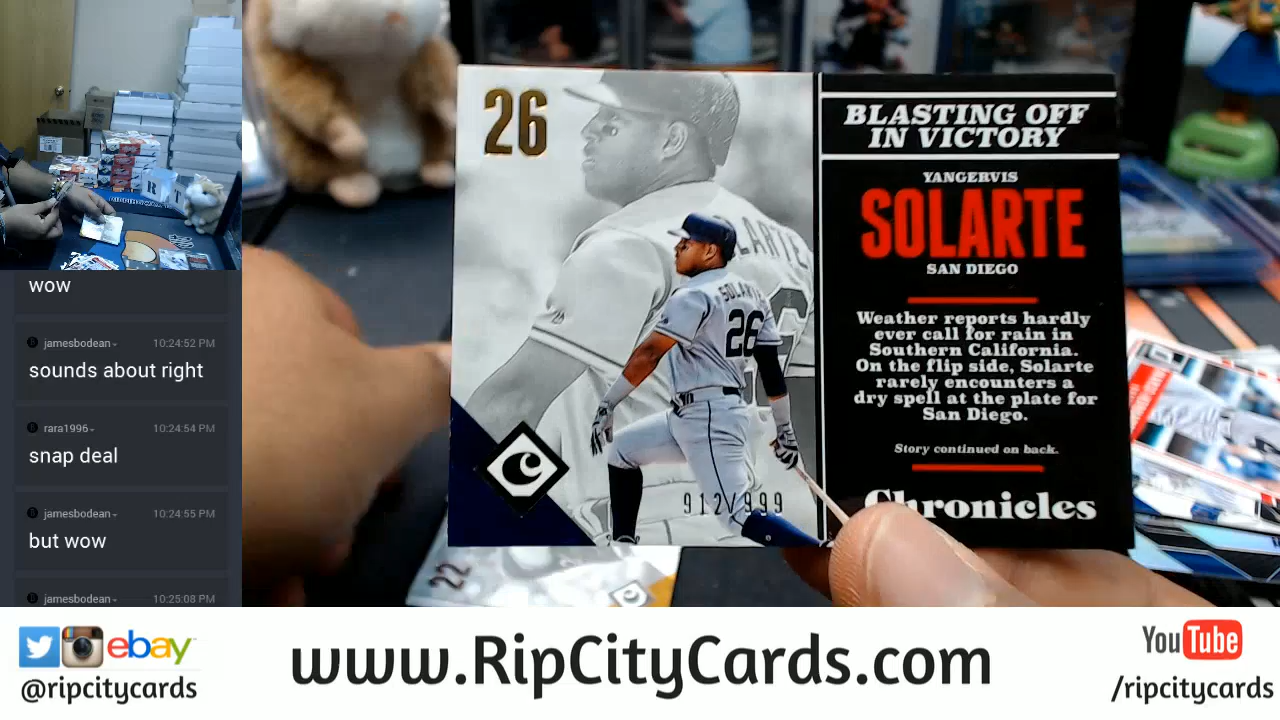 wow
jamesbodean
10:24:52 PM
sounds about right
rara1996
10:24:54 PM
snap deal
jamesbodean
10:24:55 PM
but wow
jamesbodean
10:25:08 PM
26
BLASTING OFF
IN VICTORY
YANGERVIS
SOLARTE
SAN DIEGO
Weather reports hardly
ever call for rain in
Southern California.
On the flip side, Solarte
rarely encounters a
dry spell at the plate for
San Diego.
Story continued on back.
Chronicles
SOLARTE
26
912/999
22
ebay
@ripcitycards
www.RipCityCards.com
YouTube
/ripcitycards